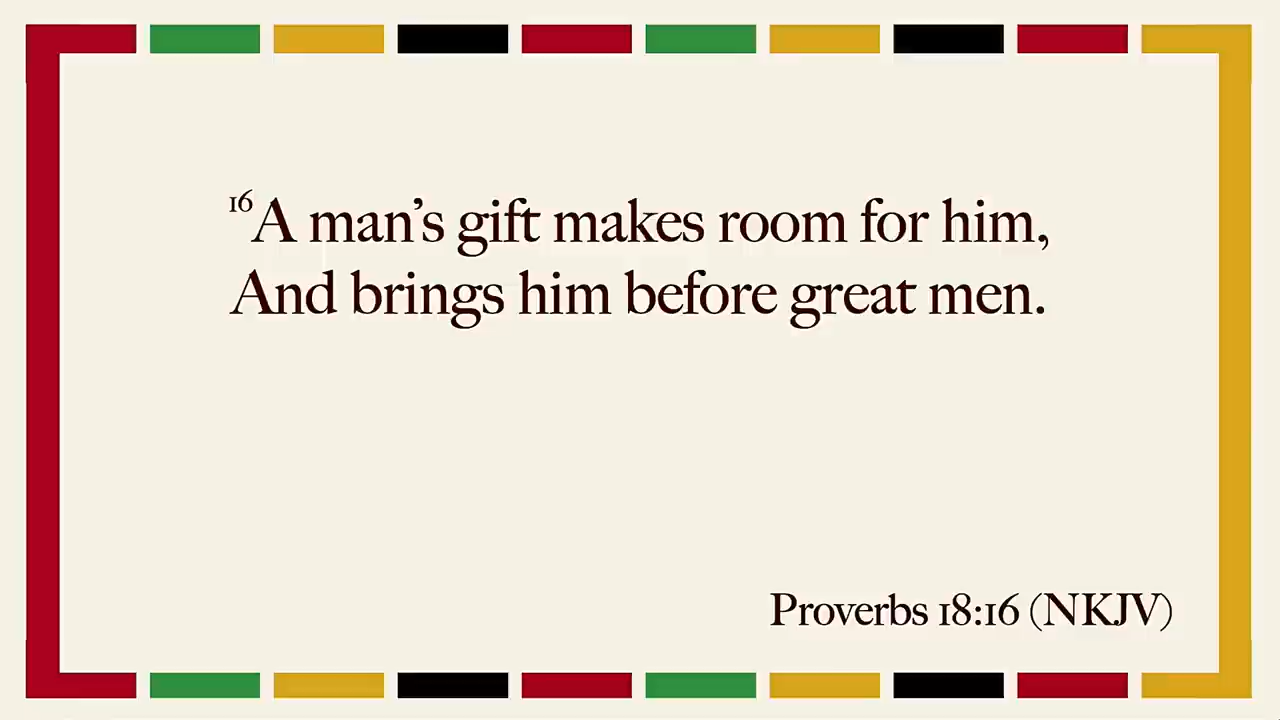 16A man’s gift makes room for him,
And brings him before great men.
Proverbs 18:16 (NKJV)